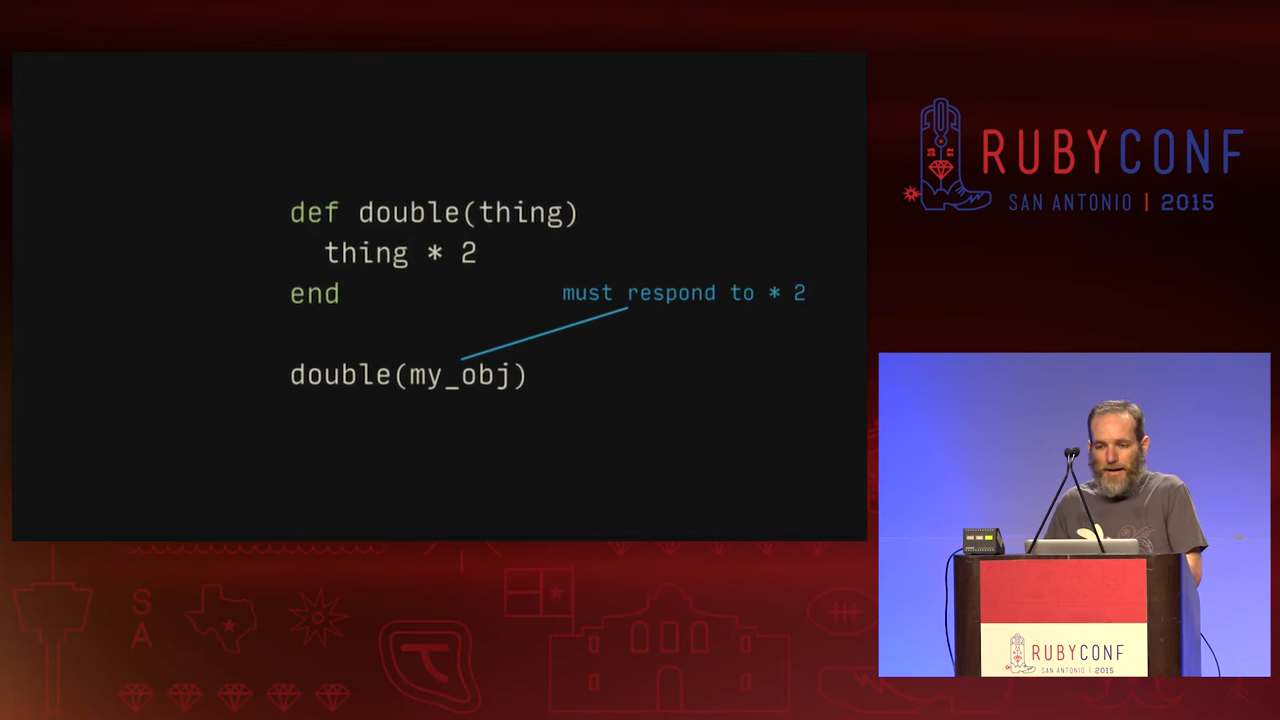 def double(thing)
  thing * 2
end
must respond to * 2
double(my_obj)
RUBYCONF
SAN ANTONIO | 2015
S
A
RUBYCONF
SAN ANTONIO | 2015